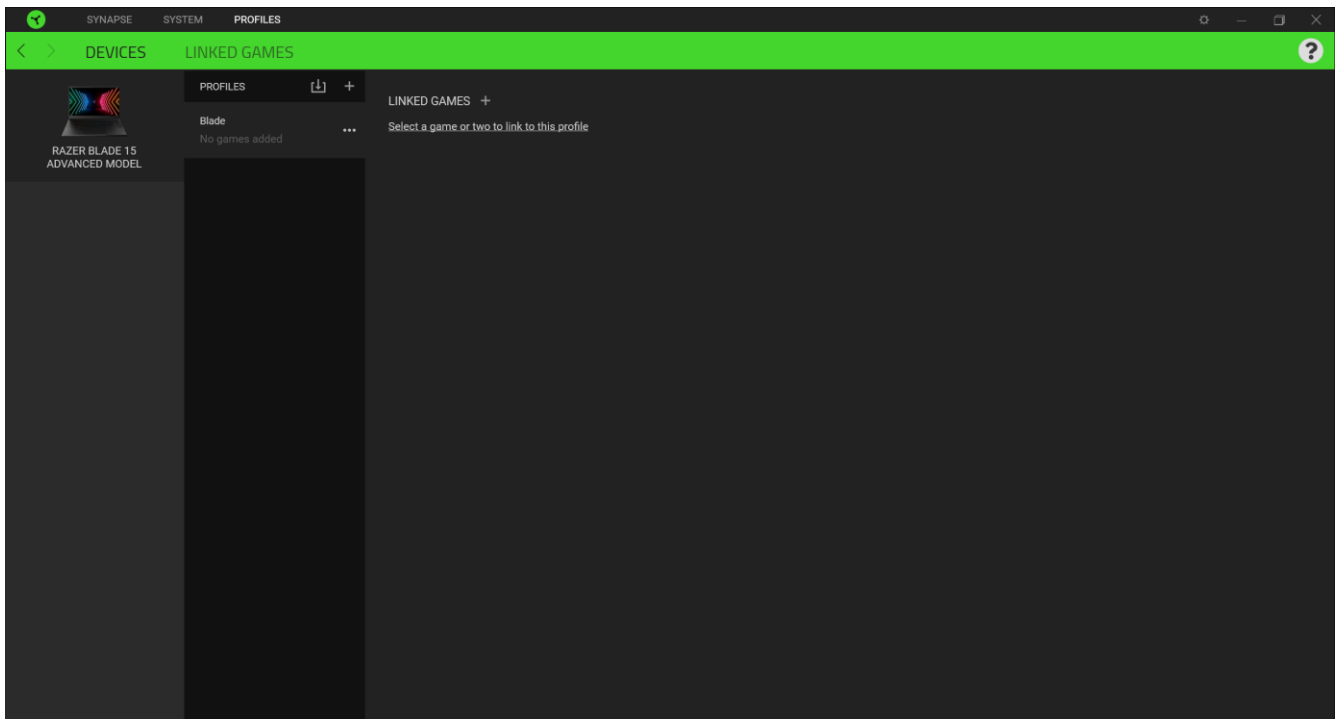 SYNAPSE SYSTEM PROFILES
DEVICES LINKED GAMES
?
RAZER BLADE 15
ADVANCED MODEL
PROFILES
Blade
No games added
LINKED GAMES +
Select a game or two to link to this profile